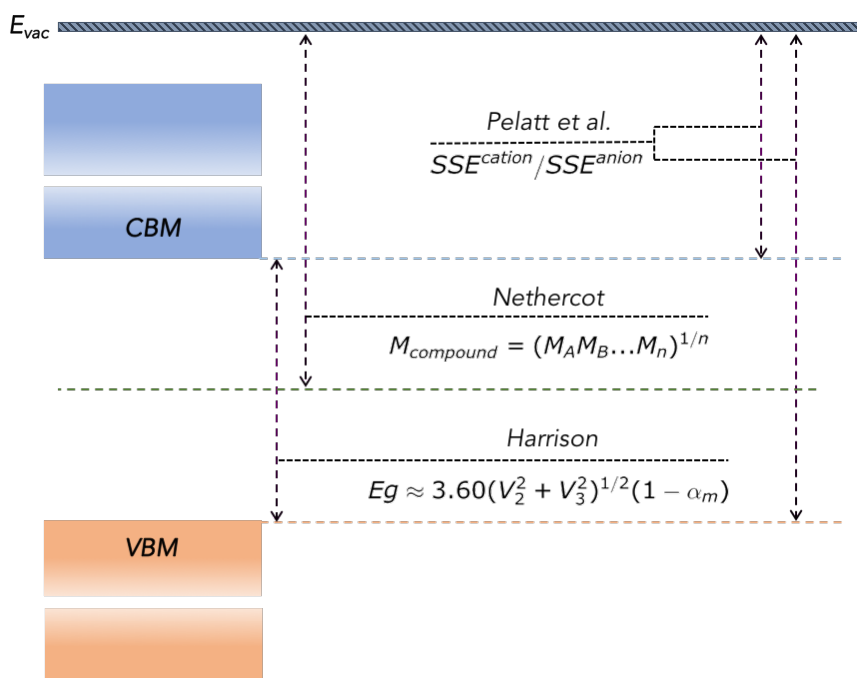 E_vac
Pelatt et al.
SSE^cation/SSE^anion
CBM
Nethercot
M_compound = (M_A M_B...M_n)^1/n
Harrison
Eg ≈ 3.60(V_2^2 + V_3^2)^1/2(1 − α_m)
VBM